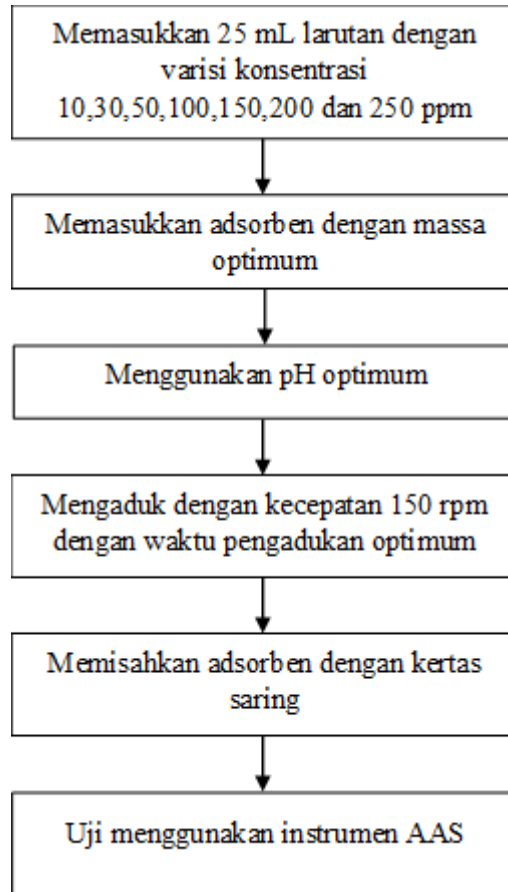 Memasukkan 25 mL larutan dengan
varisi konsentrasi
10,30,50,100,150,200 dan 250 ppm
Memasukkan adsorben dengan massa
optimum
Menggunakan pH optimum
Mengaduk dengan kecepatan 150 rpm
dengan waktu pengadukan optimum
Memisahkan adsorben dengan kertas
saring
Uji menggunakan instrumen AAS